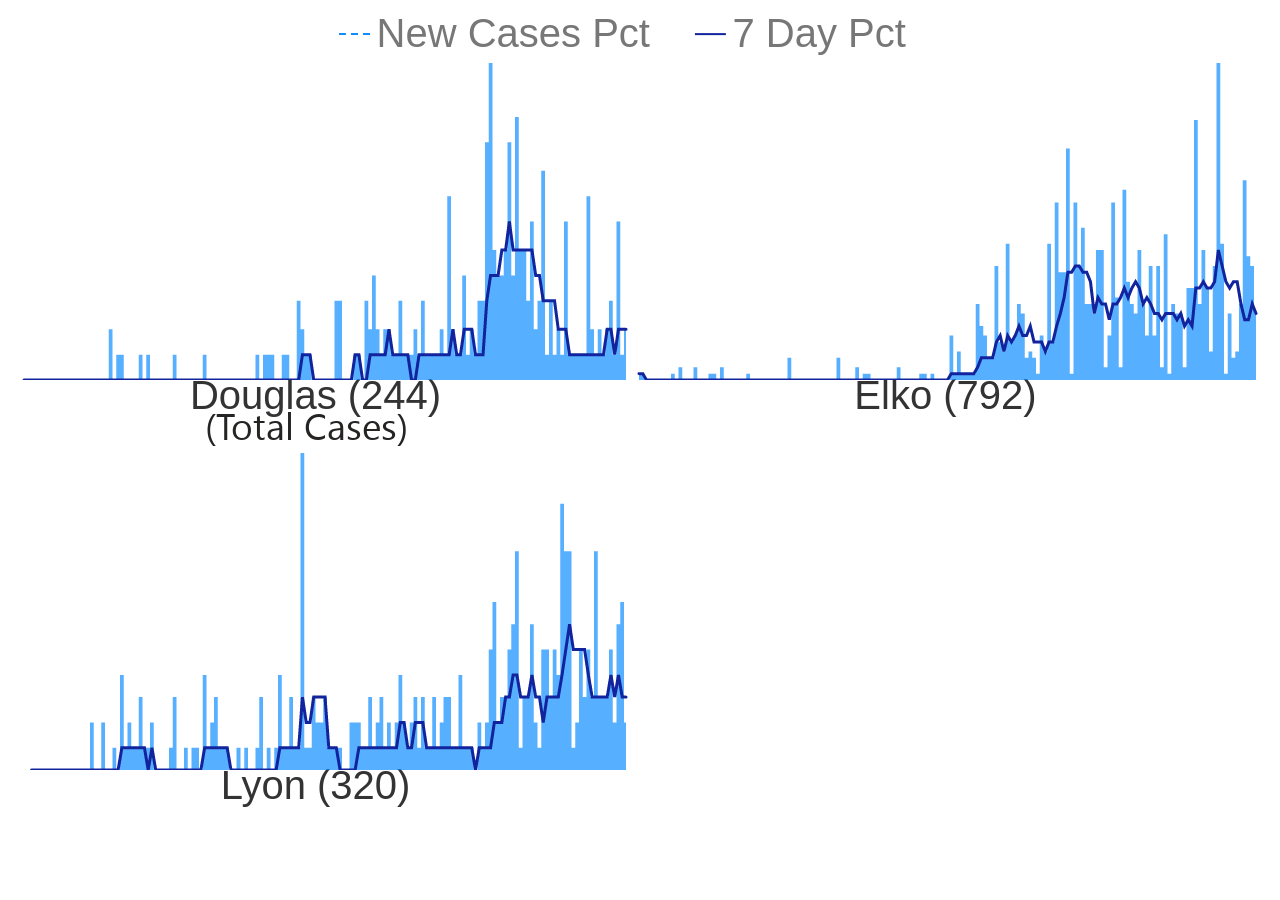 New Cases Pct 7 Day Pct
Douglas (244) Elko (792)
(Total Cases)
Lyon (320)